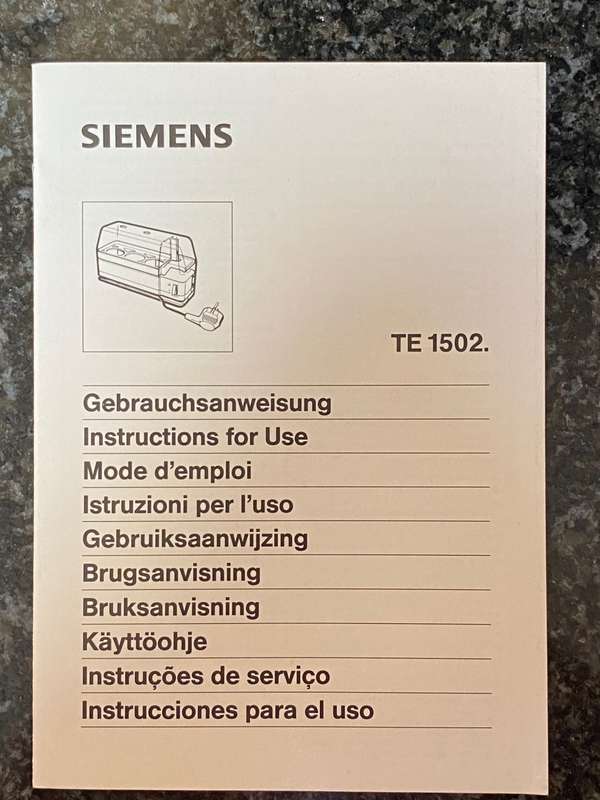 SIEMENS
TE 1502.
Gebrauchsanweisung
Instructions for Use
Mode d'emploi
Istruzioni per l'uso
Gebruiksaanwijzing
Brugsanvisning
Bruksanvisning
Käyttöohje
Instruções de serviço
Instrucciones para el uso